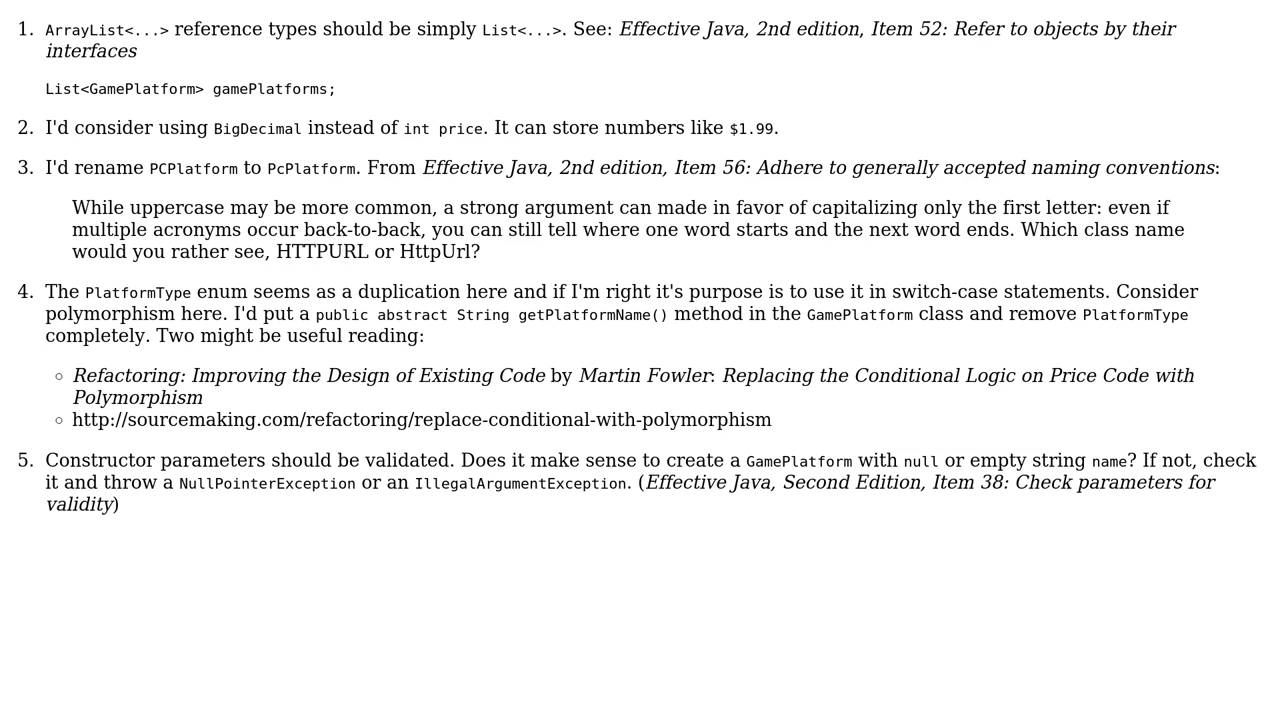 1. ArrayList<...> reference types should be simply List<...>. See: Effective Java, 2nd edition, Item 52: Refer to objects by their
interfaces
List<GamePlatform> gamePlatforms;
2. I'd consider using BigDecimal instead of int price. It can store numbers like $1.99.
3. I'd rename PCPlatform to PcPlatform. From Effective Java, 2nd edition, Item 56: Adhere to generally accepted naming conventions:
While uppercase may be more common, a strong argument can made in favor of capitalizing only the first letter: even if
multiple acronyms occur back-to-back, you can still tell where one word starts and the next word ends. Which class name
would you rather see, HTTPURL or HttpUrl?
4. The PlatformType enum seems as a duplication here and if I'm right it's purpose is to use it in switch-case statements. Consider
polymorphism here. I'd put a public abstract String getPlatformName() method in the GamePlatform class and remove PlatformType
completely. Two might be useful reading:
◦ Refactoring: Improving the Design of Existing Code by Martin Fowler: Replacing the Conditional Logic on Price Code with
Polymorphism
◦ http://sourcemaking.com/refactoring/replace-conditional-with-polymorphism
5. Constructor parameters should be validated. Does it make sense to create a GamePlatform with null or empty string name? If not, check
it and throw a NullPointerException or an IllegalArgumentException. (Effective Java, Second Edition, Item 38: Check parameters for
validity)